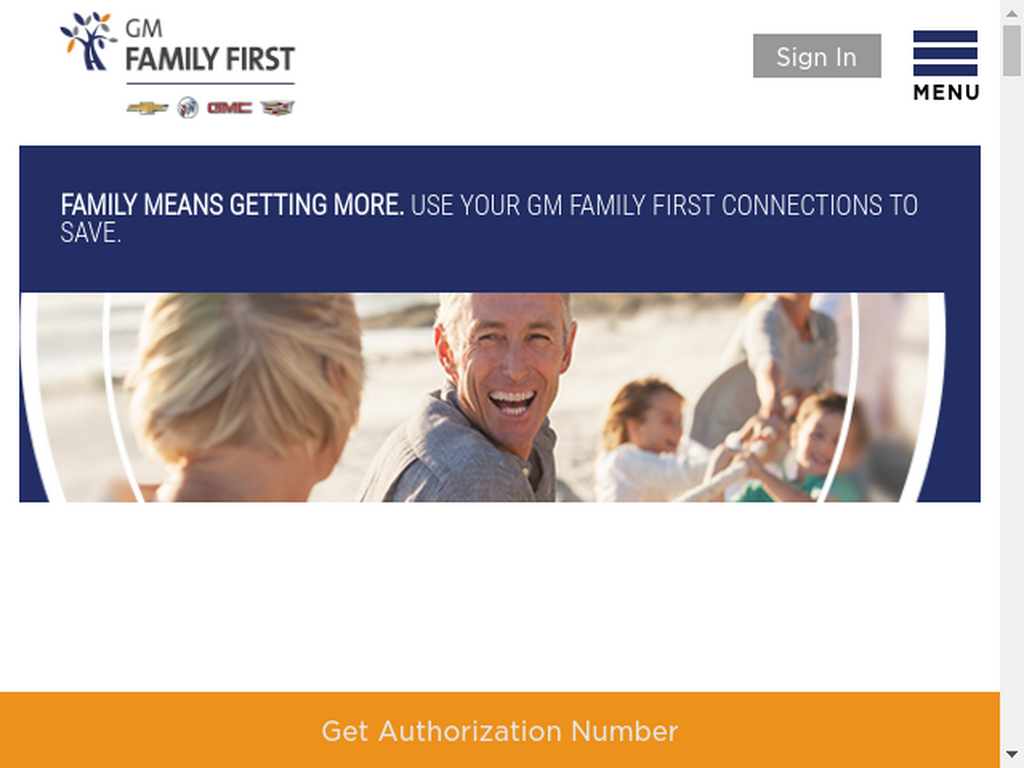 GM
FAMILY FIRST
GMC
Sign In
MENU
FAMILY MEANS GETTING MORE. USE YOUR GM FAMILY FIRST CONNECTIONS TO
SAVE.
Get Authorization Number